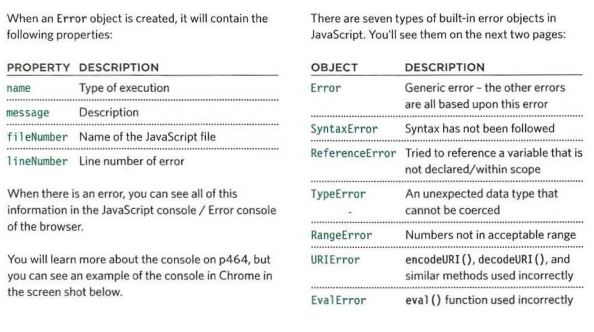 When an Error object is created, it will contain the
following properties:
PROPERTY DESCRIPTION
name Type of execution
message Description
fileNumber Name of the JavaScript file
lineNumber Line number of error
When there is an error, you can see all of this
information in the JavaScript console / Error console
of the browser.
You will learn more about the console on p464, but
you can see an example of the console in Chrome in
the screen shot below.
There are seven types of built-in error objects in
JavaScript. You'll see them on the next two pages:
OBJECT DESCRIPTION
Error Generic error – the other errors
are all based upon this error
SyntaxError Syntax has not been followed
ReferenceError Tried to reference a variable that is
not declared/within scope
TypeError An unexpected data type that
cannot be coerced
RangeError Numbers not in acceptable range
URIError encodeURI(), decodeURI(), and
similar methods used incorrectly
EvalError eval() function used incorrectly